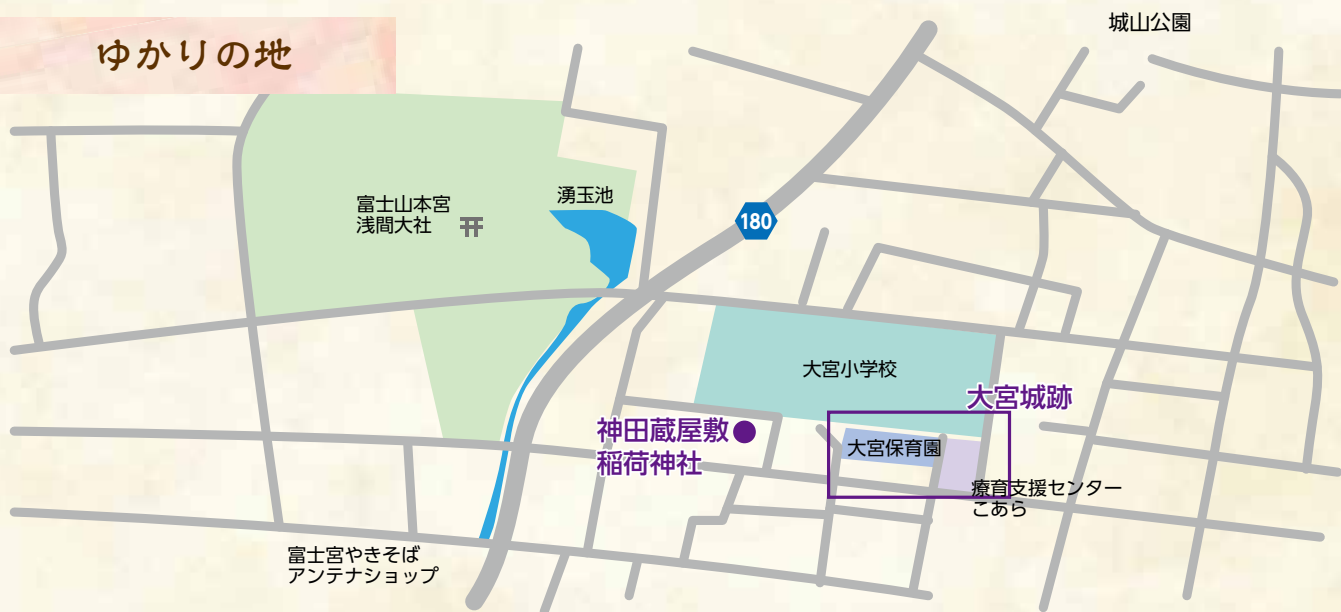 ゆかりの地
城山公園
富士山本宮
浅間大社
湧玉池
180
大宮小学校
大宮城跡
神田蔵屋敷
稲荷神社
大宮保育園
療育支援センター
こあら
富士宮やきそば
アンテナショップ